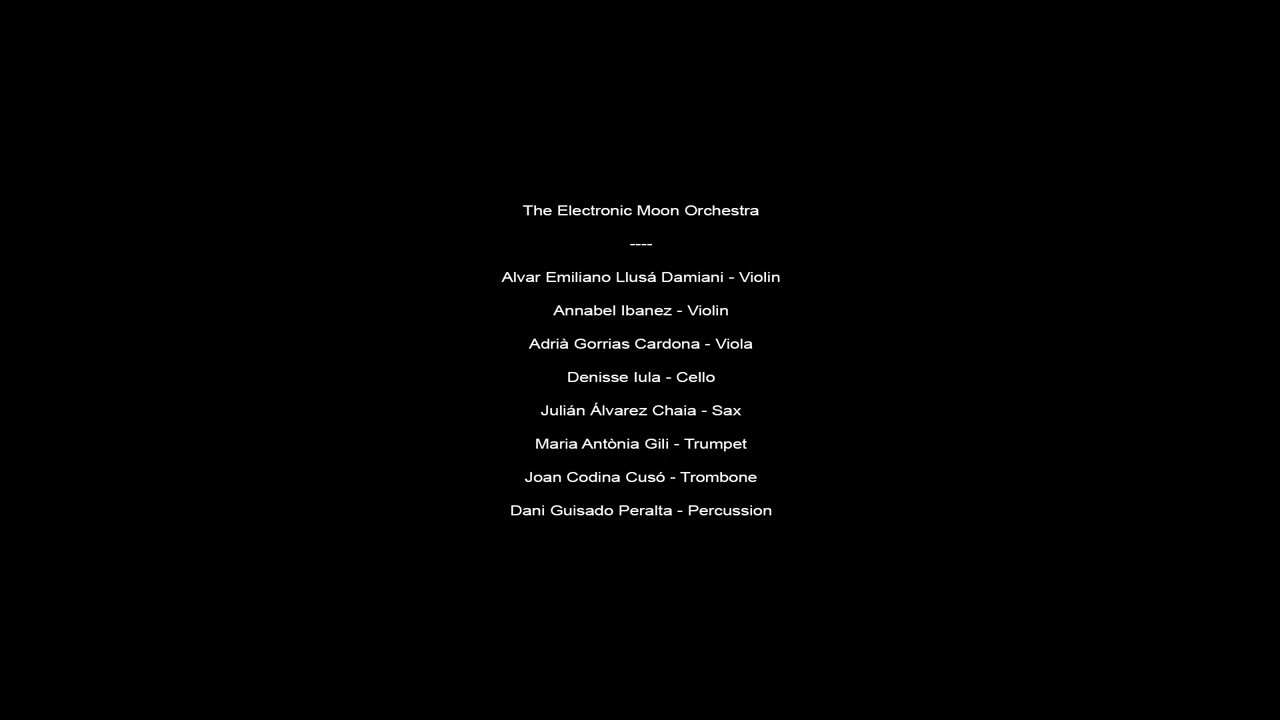 The Electronic Moon Orchestra
----
Alvar Emiliano Llusá Damiani - Violin
Annabel Ibanez - Violin
Adrià Gorrias Cardona - Viola
Denisse Iula - Cello
Julián Álvarez Chaia - Sax
Maria Antònia Gili - Trumpet
Joan Codina Cusó - Trombone
Dani Guisado Peralta - Percussion